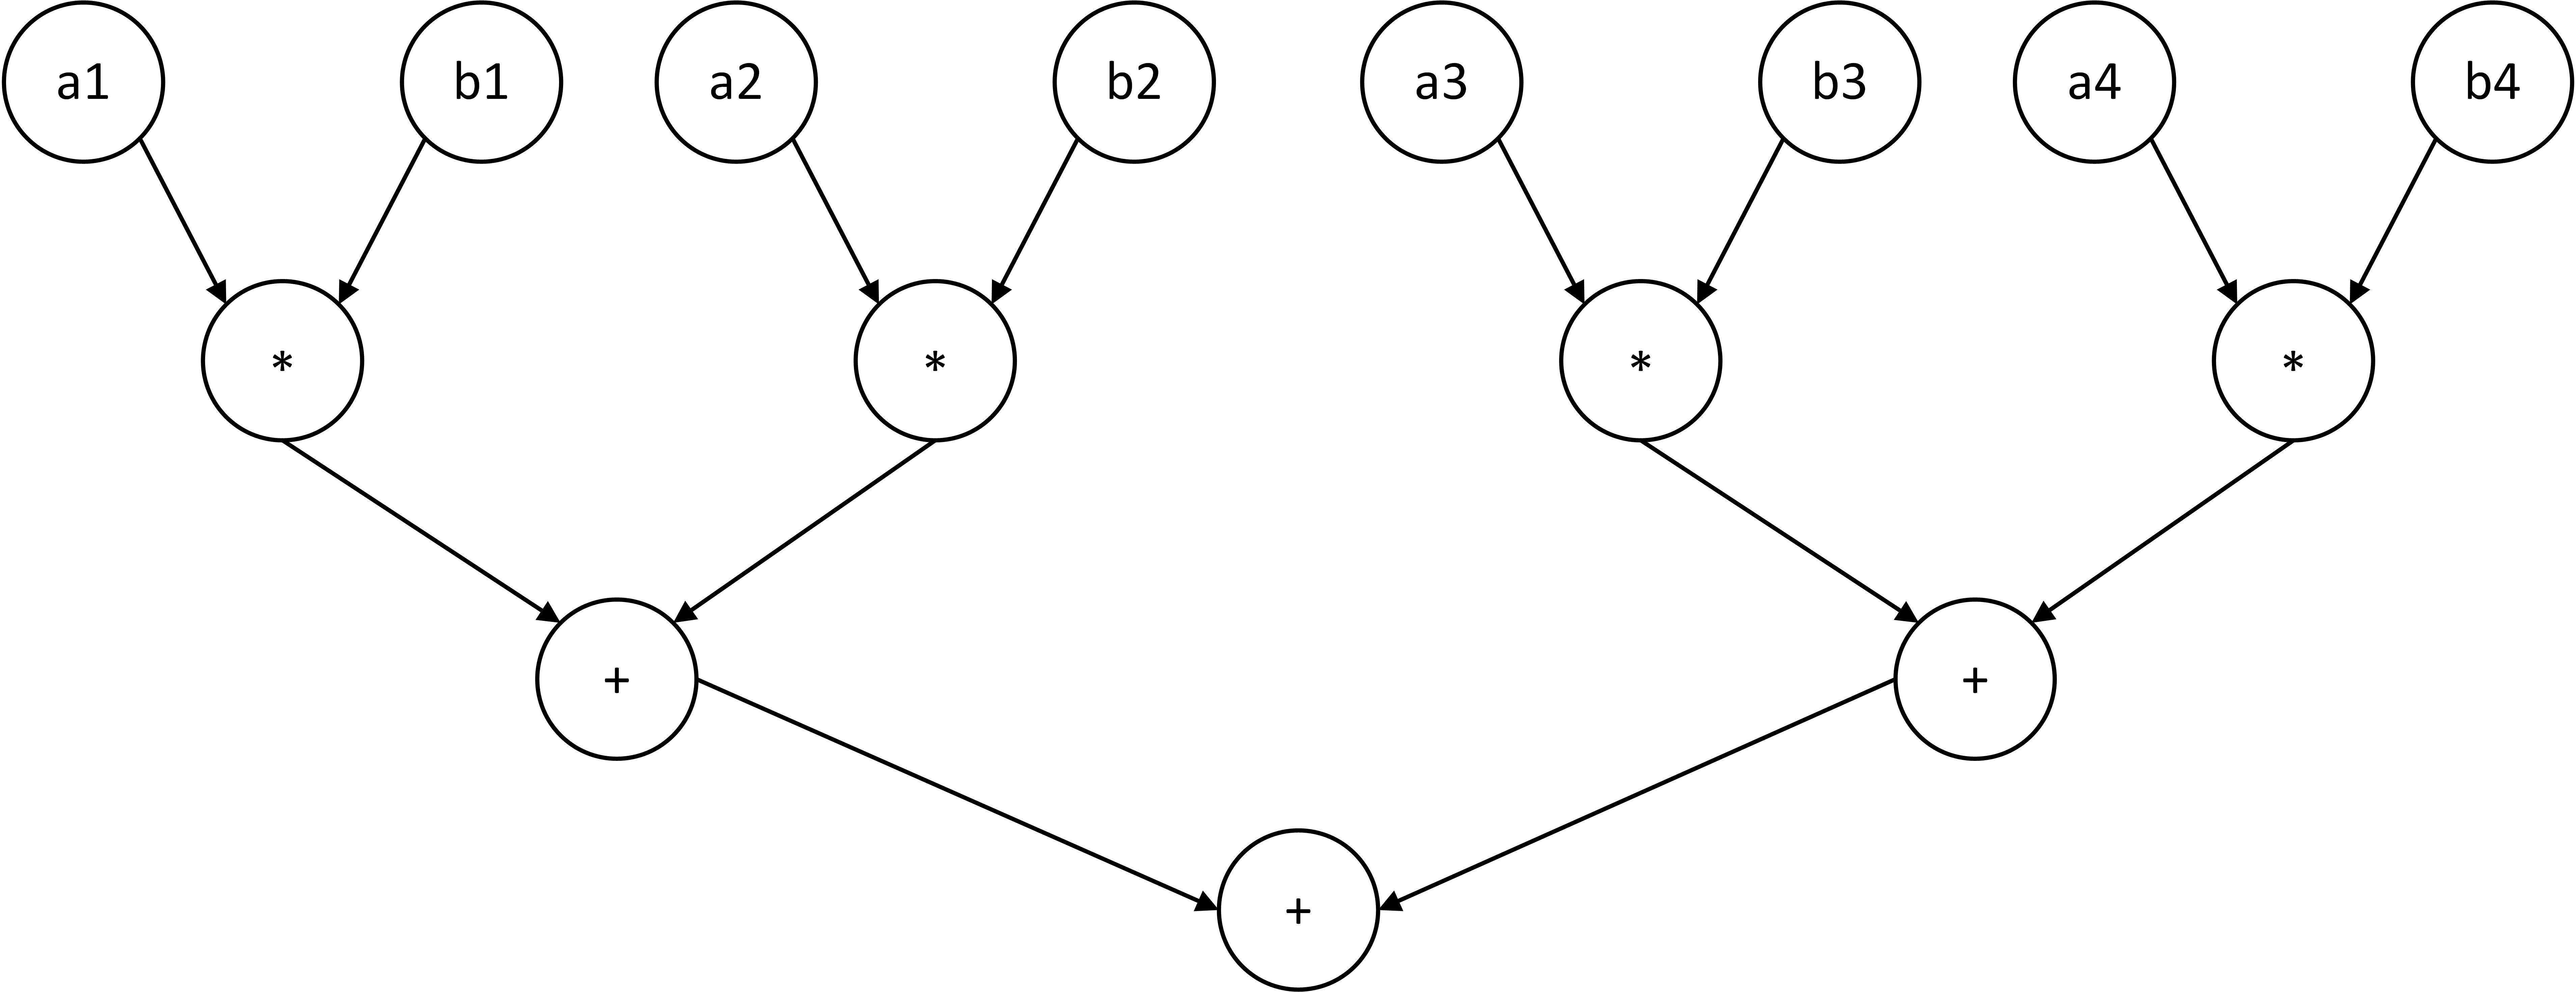 a1 b1 a2 b2 a3 b3 a4 b4
* * * *
+ +
+